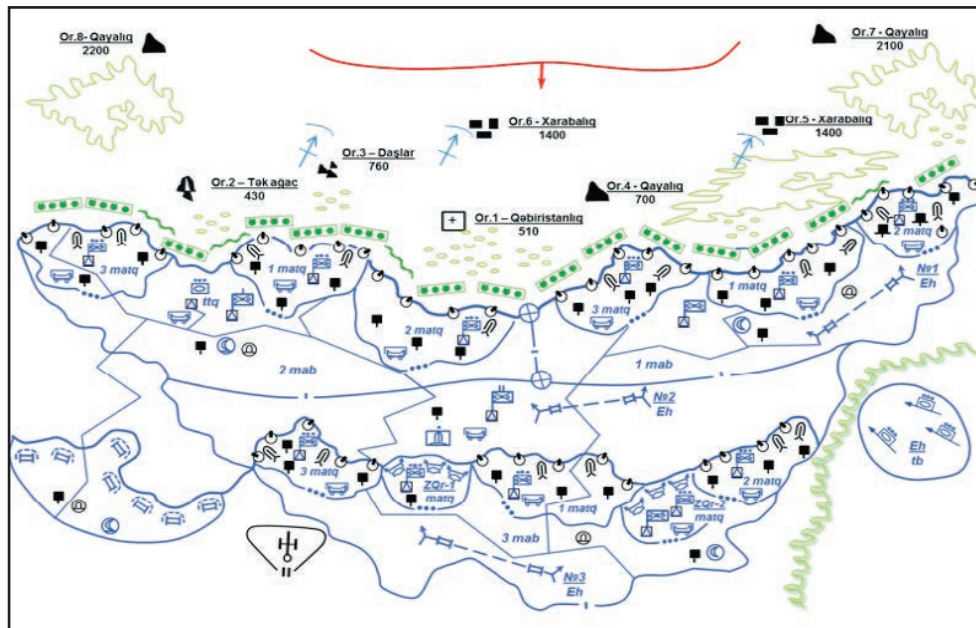 Or.8- Qayalıq
2200
Or.7 - Qayalıq
2100
Or.6 - Xarabalıq
1400
Or.5 - Xarabalıq
1400
Or.3 – Daşlar
760
Or.2 – Tək ağac
430
Or.4 - Qayalıq
700
Or.1 – Qəbiristanlıq
510
3 matq
1 matq
ttq
2 matq
3 matq
1 matq
2 matq
№1
Eh
2 mab
1 mab
№2
Eh
3 matq
ZQr-1
matq
1 matq
2 matq
ZQr-2
matq
Eh
tb
3 mab
№3
Eh